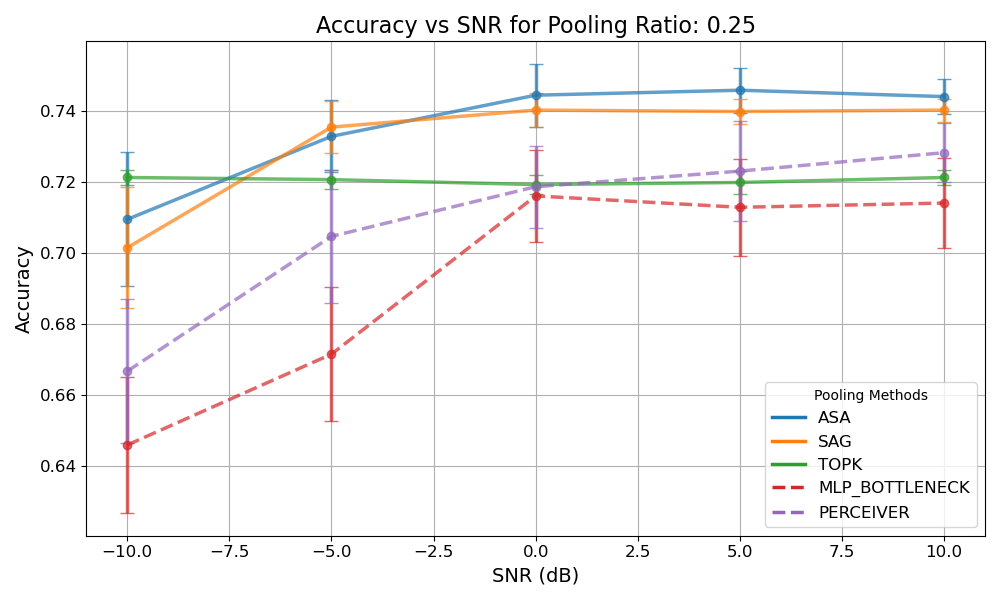 Accuracy vs SNR for Pooling Ratio: 0.25
Accuracy
0.74
0.72
0.70
0.68
0.66
0.64
Pooling Methods
ASA
SAG
TOPK
MLP_BOTTLENECK
PERCEIVER
−10.0 −7.5 −5.0 −2.5 0.0 2.5 5.0 7.5 10.0
SNR (dB)